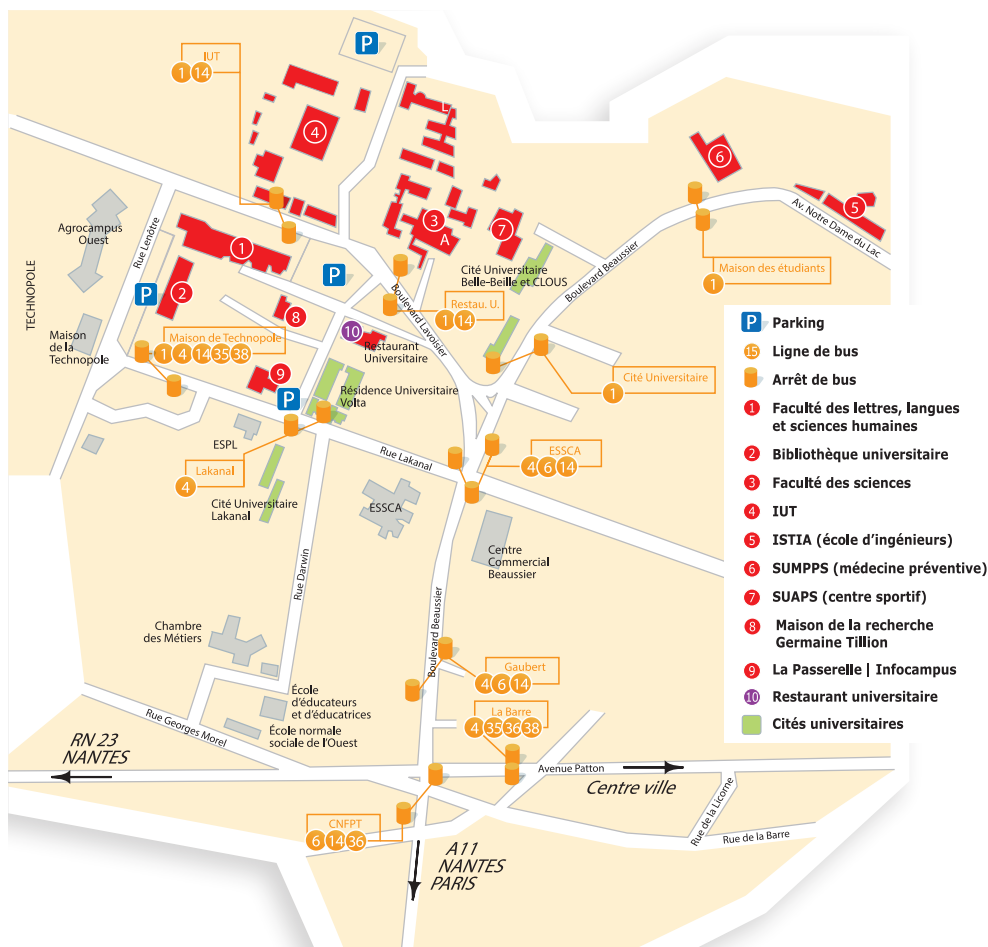 P
IUT
1 14
4
L
6
Agrocampus
Ouest
Rue Lenôtre
1
3
A
7
5
Av. Notre Dame du Lac
TECHNOPOLE
2
P
P
Cité Universitaire
Belle-Beille et CLOUS
Boulevard Beaussier
Maison des étudiants
1
Boulevard Lavoisier
Restau. U.
1 14
8
10
Restaurant
Universitaire
Maison
de la
Technopole
Maison de Technopole
1 4 14 35 38
9
P
Résidence Universitaire
Volta
Cité Universitaire
1
ESPL
Rue Lakanal
Lakanal
4
ESSCA
4 6 14
Cité Universitaire
Lakanal
ESSCA
Centre
Commercial
Beaussier
Rue Darwin
Chambre
des Métiers
Boulevard Beaussier
Gaubert
4 6 14
École
d'éducateurs
et d'éducatrices
La Barre
4 35 36 38
École normale
sociale de l'Ouest
Rue Georges Morel
RN 23
NANTES
Avenue Patton
Centre ville
Rue de la Licorne
Rue de la Barre
CNFPT
6 14 36
A11
NANTES
PARIS
P Parking
15 Ligne de bus
Arrêt de bus
1 Faculté des lettres, langues
et sciences humaines
2 Bibliothèque universitaire
3 Faculté des sciences
4 IUT
5 ISTIA (école d'ingénieurs)
6 SUMPPS (médecine préventive)
7 SUAPS (centre sportif)
8 Maison de la recherche
Germaine Tillion
9 La Passerelle | Infocampus
10 Restaurant universitaire
Cités universitaires